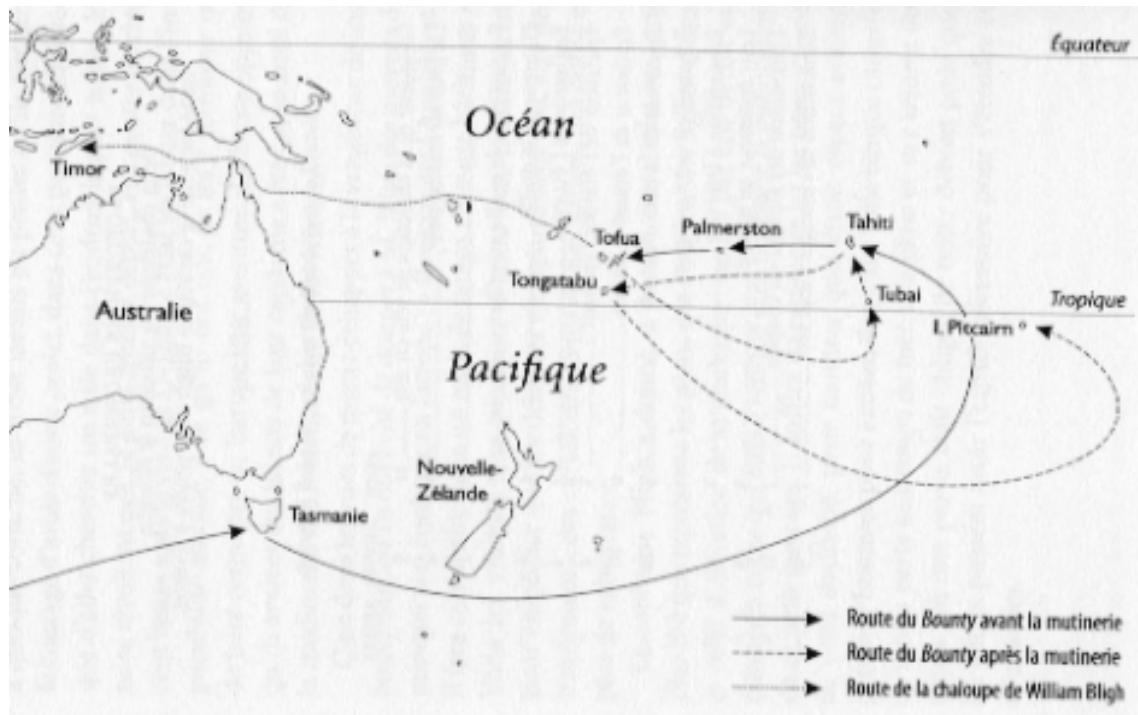 Équateur
Océan
Timor
Tofua
Palmerston
Tahiti
Tongatabu
Tubai
Tropique
Australie
I. Pitcairn
Pacifique
Nouvelle-
Zélande
Tasmanie
Route du Bounty avant la mutinerie
Route du Bounty après la mutinerie
Route de la chaloupe de William Bligh